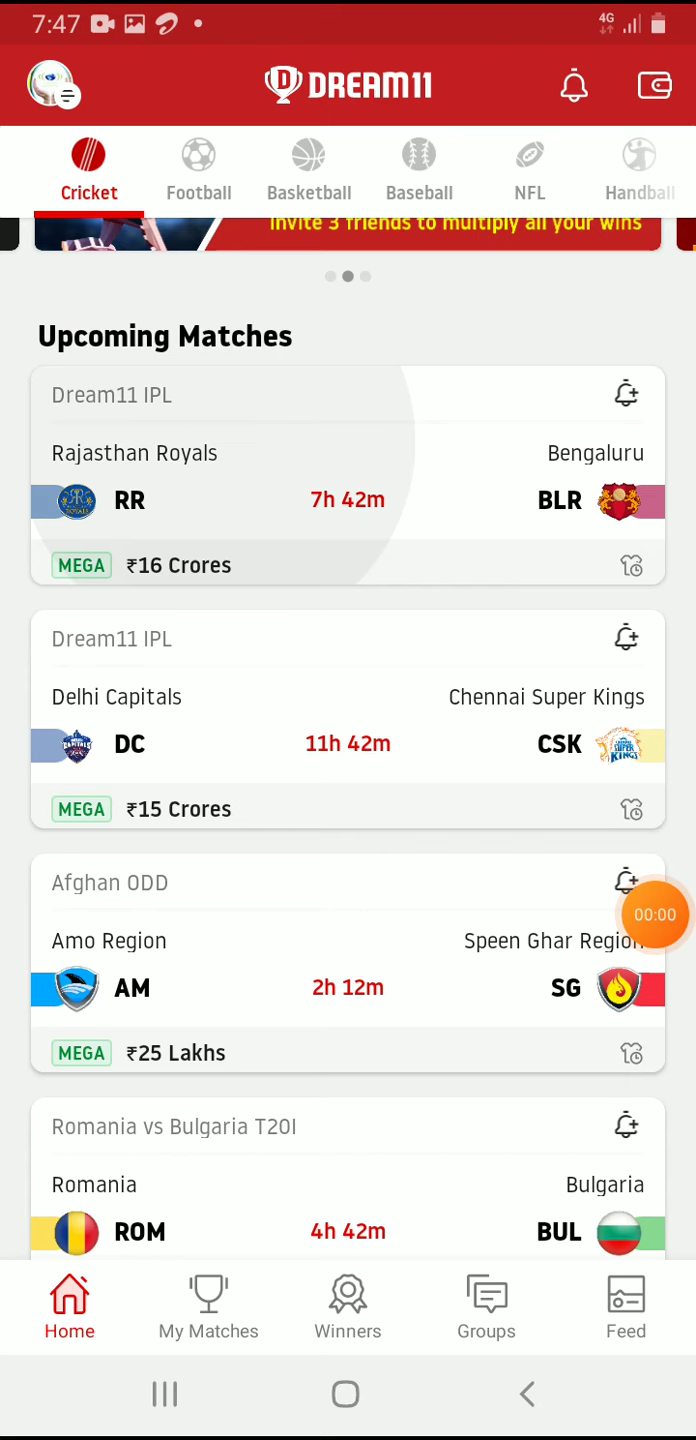 7:47 4G
DREAM11
Cricket Football Basketball Baseball NFL Handball
Invite 3 friends to multiply all your wins
Upcoming Matches
Dream11 IPL
Rajasthan Royals Bengaluru
RR 7h 42m BLR
MEGA ₹16 Crores
Dream11 IPL
Delhi Capitals Chennai Super Kings
DC 11h 42m CSK
MEGA ₹15 Crores
Afghan ODD
00:00
Amo Region Speen Ghar Region
AM 2h 12m SG
MEGA ₹25 Lakhs
Romania vs Bulgaria T20I
Romania Bulgaria
ROM 4h 42m BUL
Home My Matches Winners Groups Feed